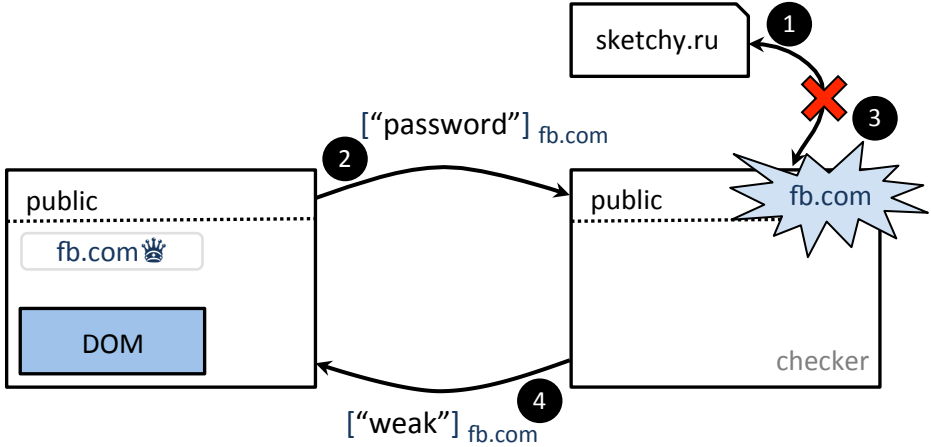 sketchy.ru
1
["password"] fb.com
3
2
public
public
fb.com
fb.com
DOM
checker
4
["weak"] fb.com